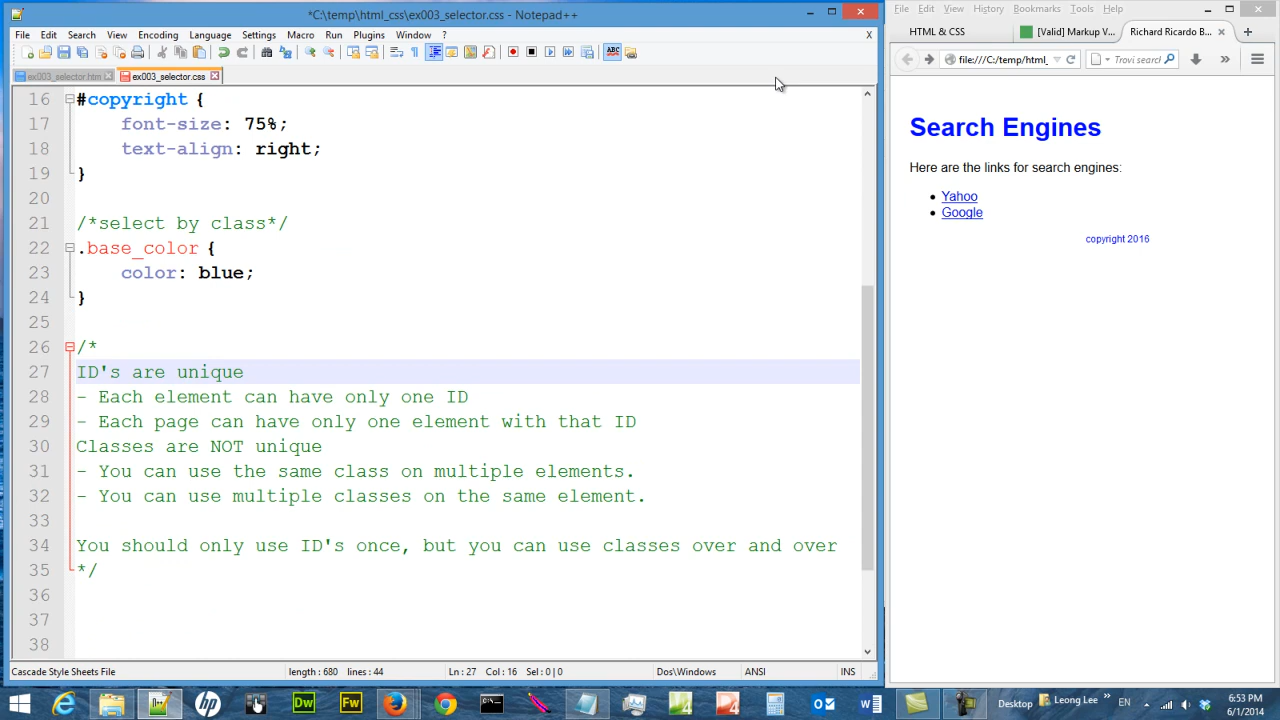 *C:\temp\html_css\ex003_selector.css - Notepad++
File Edit Search View Encoding Language Settings Macro Run Plugins Window ? X
ex003_selector.htm ex003_selector.css
16 #copyright {
17 font-size: 75%;
18 text-align: right;
19 }
20
21 /*select by class*/
22 .base_color {
23 color: blue;
24 }
25
26 /*
27 ID's are unique
28 - Each element can have only one ID
29 - Each page can have only one element with that ID
30 Classes are NOT unique
31 - You can use the same class on multiple elements.
32 - You can use multiple classes on the same element.
33
34 You should only use ID's once, but you can use classes over and over
35 */
36
37
38
Cascade Style Sheets File length : 680 lines : 44 Ln : 27 Col : 16 Sel : 0 | 0 Dos\Windows ANSI INS
File Edit View History Bookmarks Tools Help
HTML & CSS [Valid] Markup V... Richard Ricardo B...
file:///C:/temp/html_ Trovi search
Search Engines
Here are the links for search engines:
Yahoo
Google
copyright 2016
Dw Fw Desktop Leong Lee EN 6:53 PM
6/1/2014